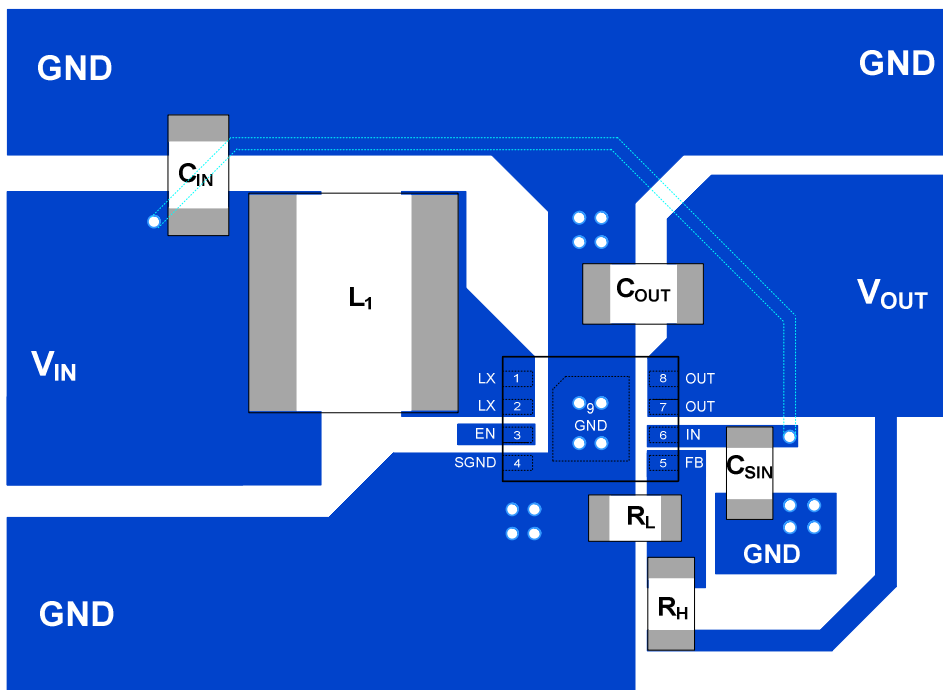 GND
GND
CIN
L1
COUT
VOUT
VIN
LX 1
8 OUT
LX 2
9
GND
7 OUT
EN 3
6 IN
SGND 4
5 FB
CSIN
RL
GND
RH
GND